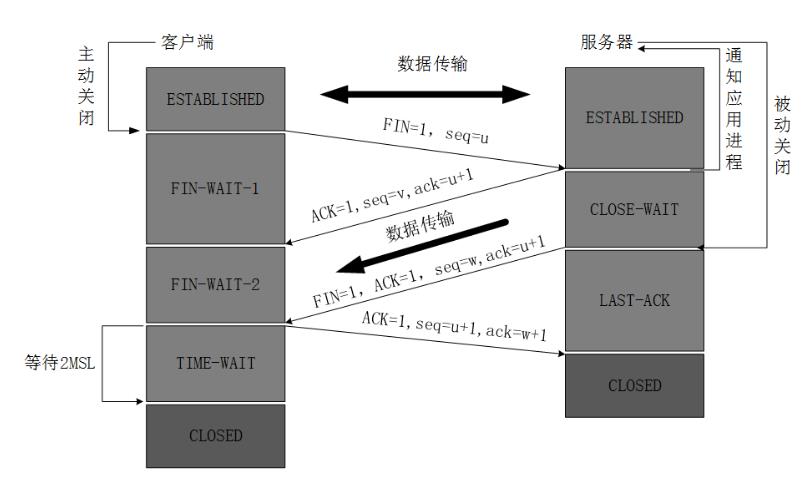 客户端
服务器
主动关闭
数据传输
通知应用进程
被动关闭
ESTABLISHED
ESTABLISHED
FIN=1, seq=u
FIN-WAIT-1
ACK=1,seq=v,ack=u+1
CLOSE-WAIT
数据传输
FIN-WAIT-2
FIN=1, ACK=1, seq=w,ack=u+1
LAST-ACK
ACK=1,seq=u+1,ack=w+1
等待2MSL
TIME-WAIT
CLOSED
CLOSED